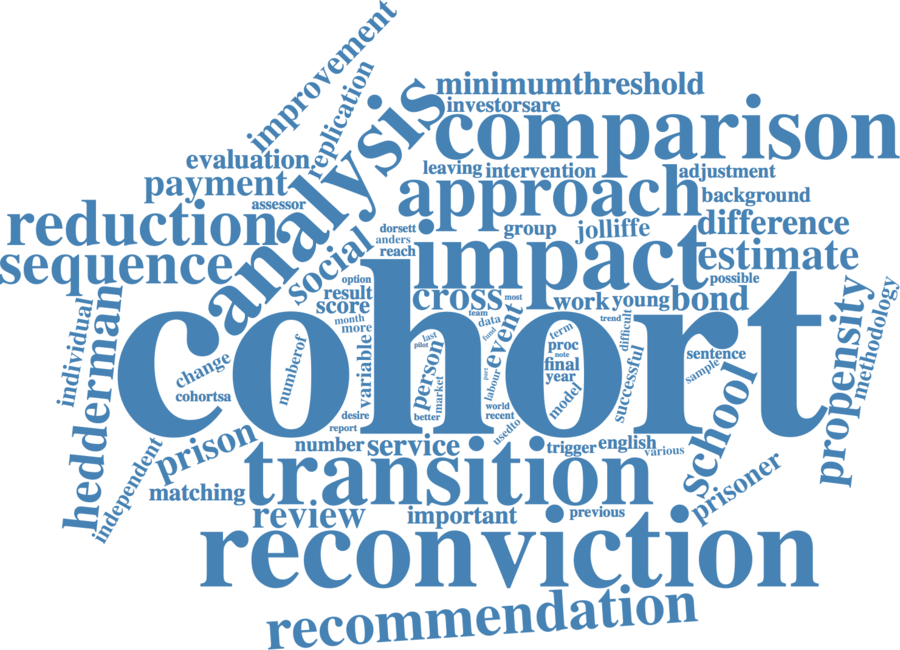 improvement
replication
minimumthreshold
investorsare
analysis
comparison
evaluation
leaving
intervention
adjustment
payment
approach
background
assessor
reduction
dorsett
group
jolliffe
difference
anders
social
impact
sequence
reach
estimate
option
possible
result
cross
most
work
young
bond
score
individual
hedderman
month
more
team
data
fund
event
trend
difficult
propensity
methodology
cohort
change
numberof
variable
last
pilot
person
market
term
proc
note
final
year
model
successful
sentence
sample
cohortsa
part
labour
desire
better
world
recent
report
usedto
school
independent
prison
number
service
trigger
english
various
matching
transition
prisoner
review
important
previous
reconviction
recommendation